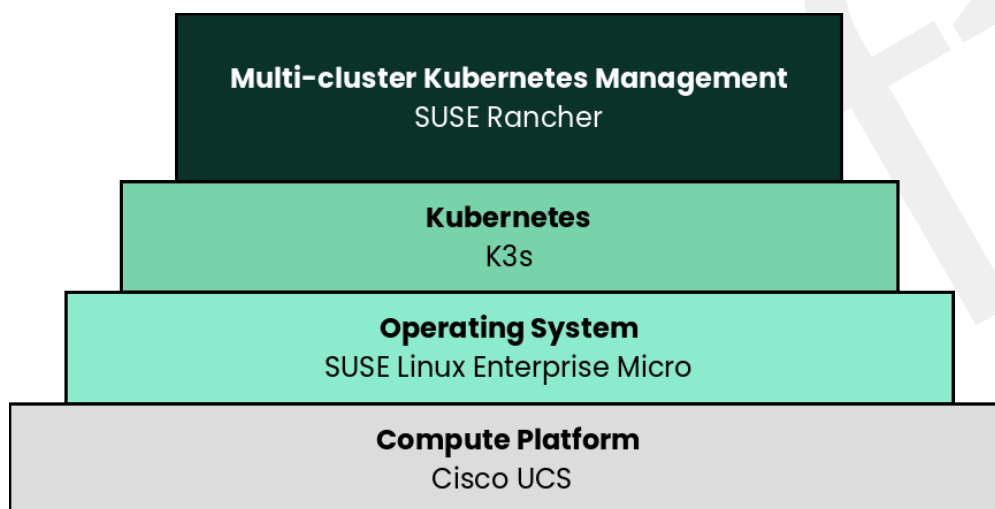 Multi-cluster Kubernetes Management
SUSE Rancher
Kubernetes
K3s
Operating System
SUSE Linux Enterprise Micro
Compute Platform
Cisco UCS